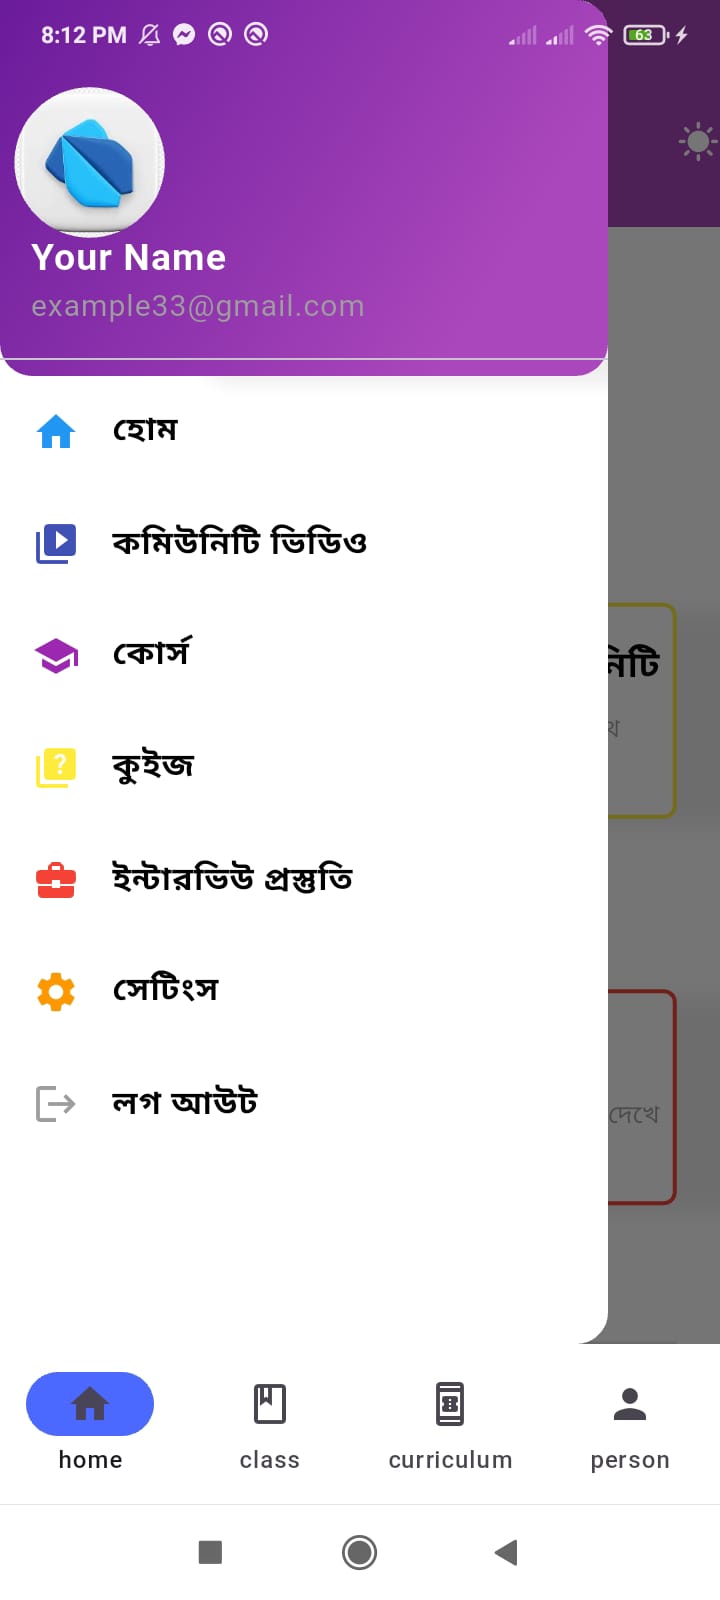 8:12 PM
63
Your Name
example33@gmail.com
হোম
কমিউনিটি ভিডিও
কোর্স
?
কুইজ
নিটি
ইন্টারভিউ প্রস্তুতি
সেটিংস
লগ আউট
দেখে
home
class
curriculum
person